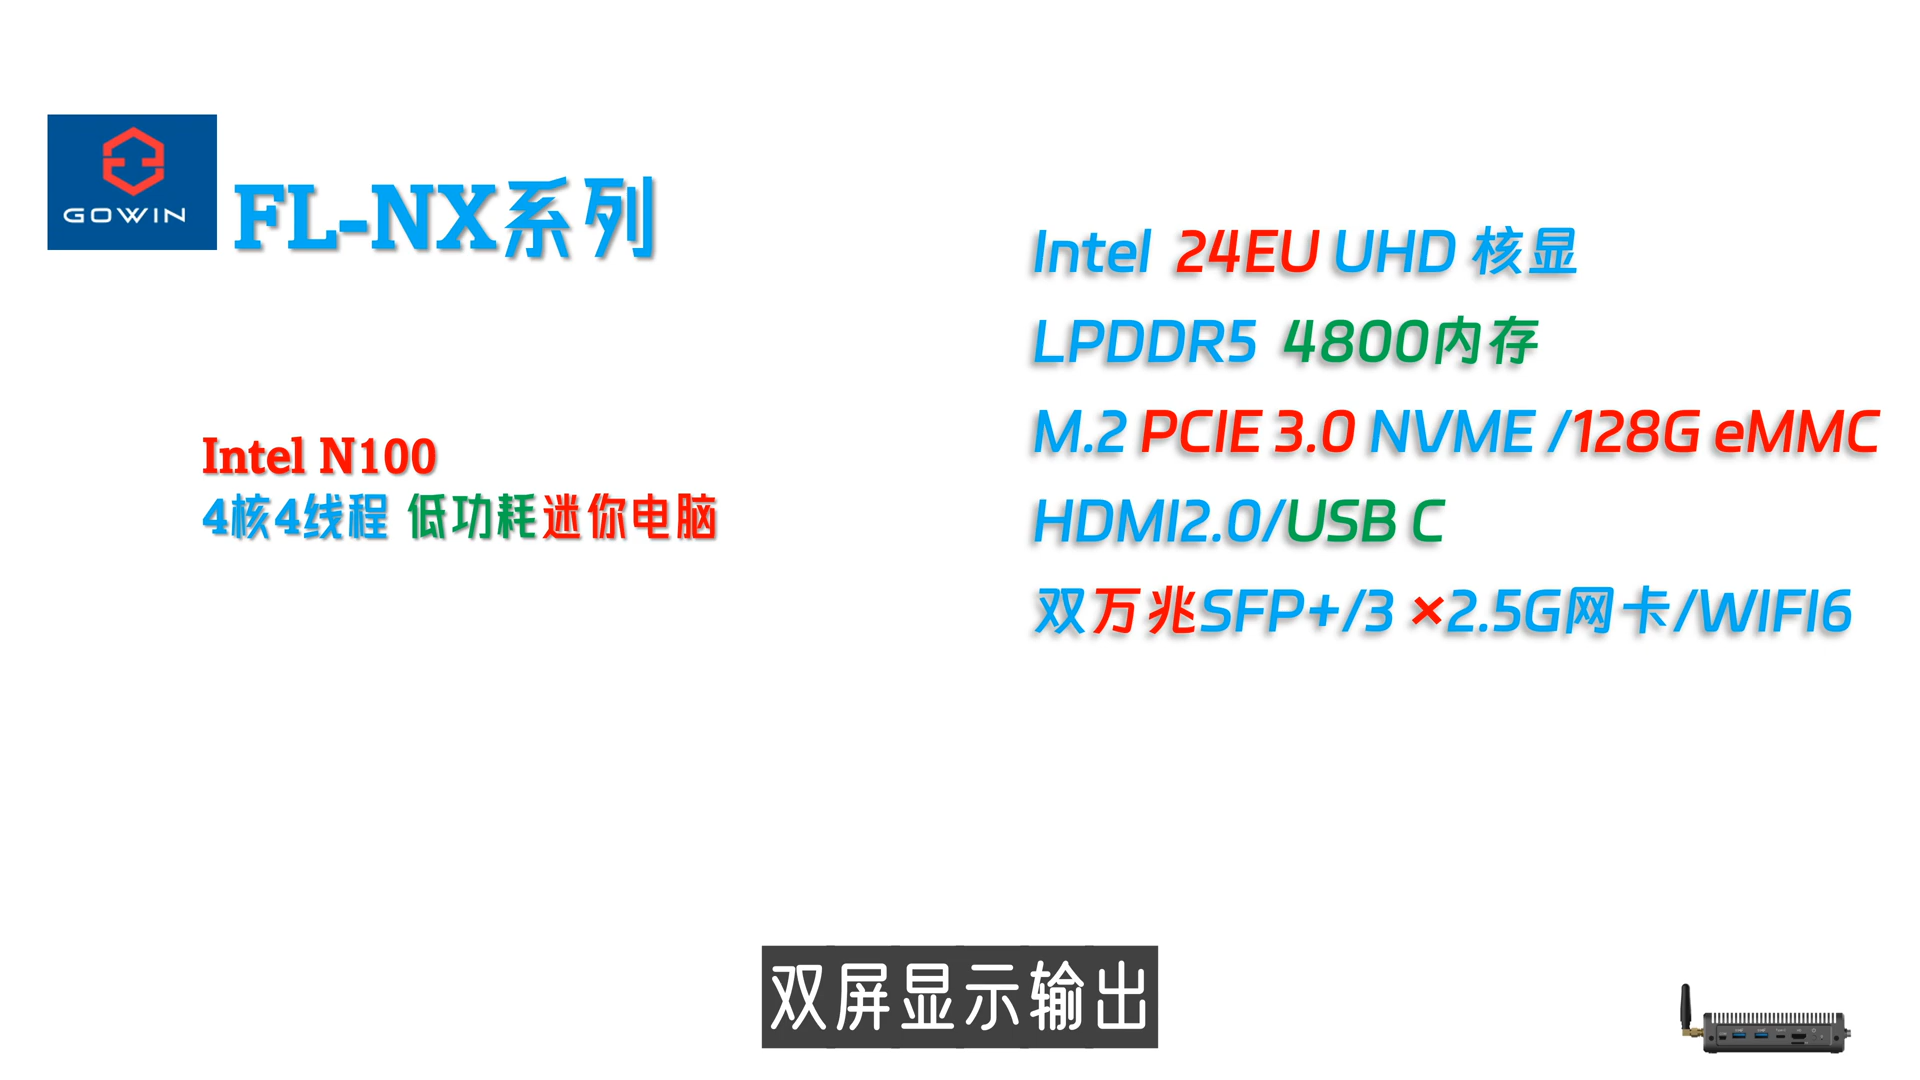 GOWIN
FL-NX系列
Intel N100
4核4线程 低功耗迷你电脑
Intel 24EU UHD 核显
LPDDR5 4800内存
M.2 PCIE 3.0 NVME /128G eMMC
HDMI2.0/USB C
双万兆SFP+/3 ×2.5G网卡/WIFI6
双屏显示输出